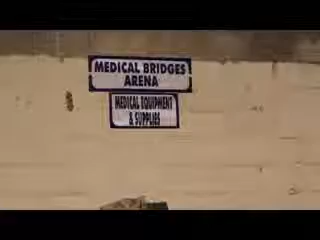 MEDICAL BRIDGES
ARENA
MEDICAL EQUIPMENT
& SUPPLIES